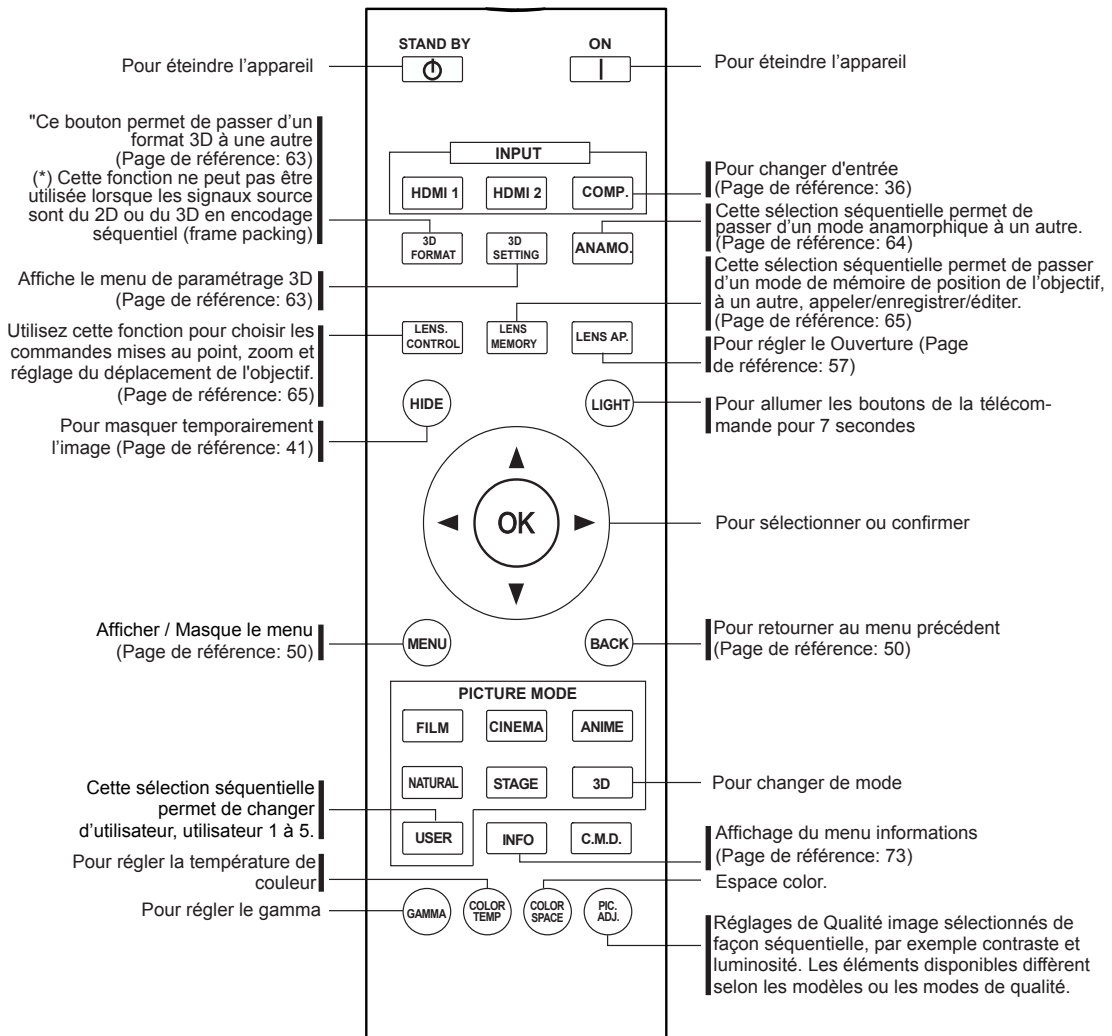 STAND BY
ON
Pour éteindre l’appareil
Pour éteindre l’appareil
"Ce bouton permet de passer d’un
format 3D à une autre
(Page de référence: 63)
(*) Cette fonction ne peut pas être
utilisée lorsque les signaux source
sont du 2D ou du 3D en encodage
séquentiel (frame packing)
INPUT
HDMI 1
HDMI 2
COMP.
Pour changer d'entrée
(Page de référence: 36)
3D
FORMAT
3D
SETTING
ANAMO.
Cette sélection séquentielle permet de
passer d’un mode anamorphique à un autre.
(Page de référence: 64)
Affiche le menu de paramétrage 3D
(Page de référence: 63)
Cette sélection séquentielle permet de passer
d’un mode de mémoire de position de l’objectif,
à un autre, appeler/enregistrer/éditer.
(Page de référence: 65)
Utilisez cette fonction pour choisir les
commandes mises au point, zoom et
réglage du déplacement de l'objectif.
(Page de référence: 65)
LENS.
CONTROL
LENS
MEMORY
LENS AP.
Pour régler le Ouverture (Page
de référence: 57)
HIDE
LIGHT
Pour allumer les boutons de la télécom-
mande pour 7 secondes
Pour masquer temporairement
l’image (Page de référence: 41)
OK
Pour sélectionner ou confirmer
Afficher / Masque le menu
(Page de référence: 50)
MENU
BACK
Pour retourner au menu précédent
(Page de référence: 50)
PICTURE MODE
FILM
CINEMA
ANIME
NATURAL
STAGE
3D
Pour changer de mode
Cette sélection séquentielle
permet de changer
d’utilisateur, utilisateur 1 à 5.
USER
INFO
C.M.D.
Affichage du menu informations
(Page de référence: 73)
Pour régler la température de
couleur
Espace color.
Pour régler le gamma
GAMMA
COLOR
TEMP
COLOR
SPACE
PIC.
ADJ.
Réglages de Qualité image sélectionnés de
façon séquentielle, par exemple contraste et
luminosité. Les éléments disponibles diffèrent
selon les modèles ou les modes de qualité.